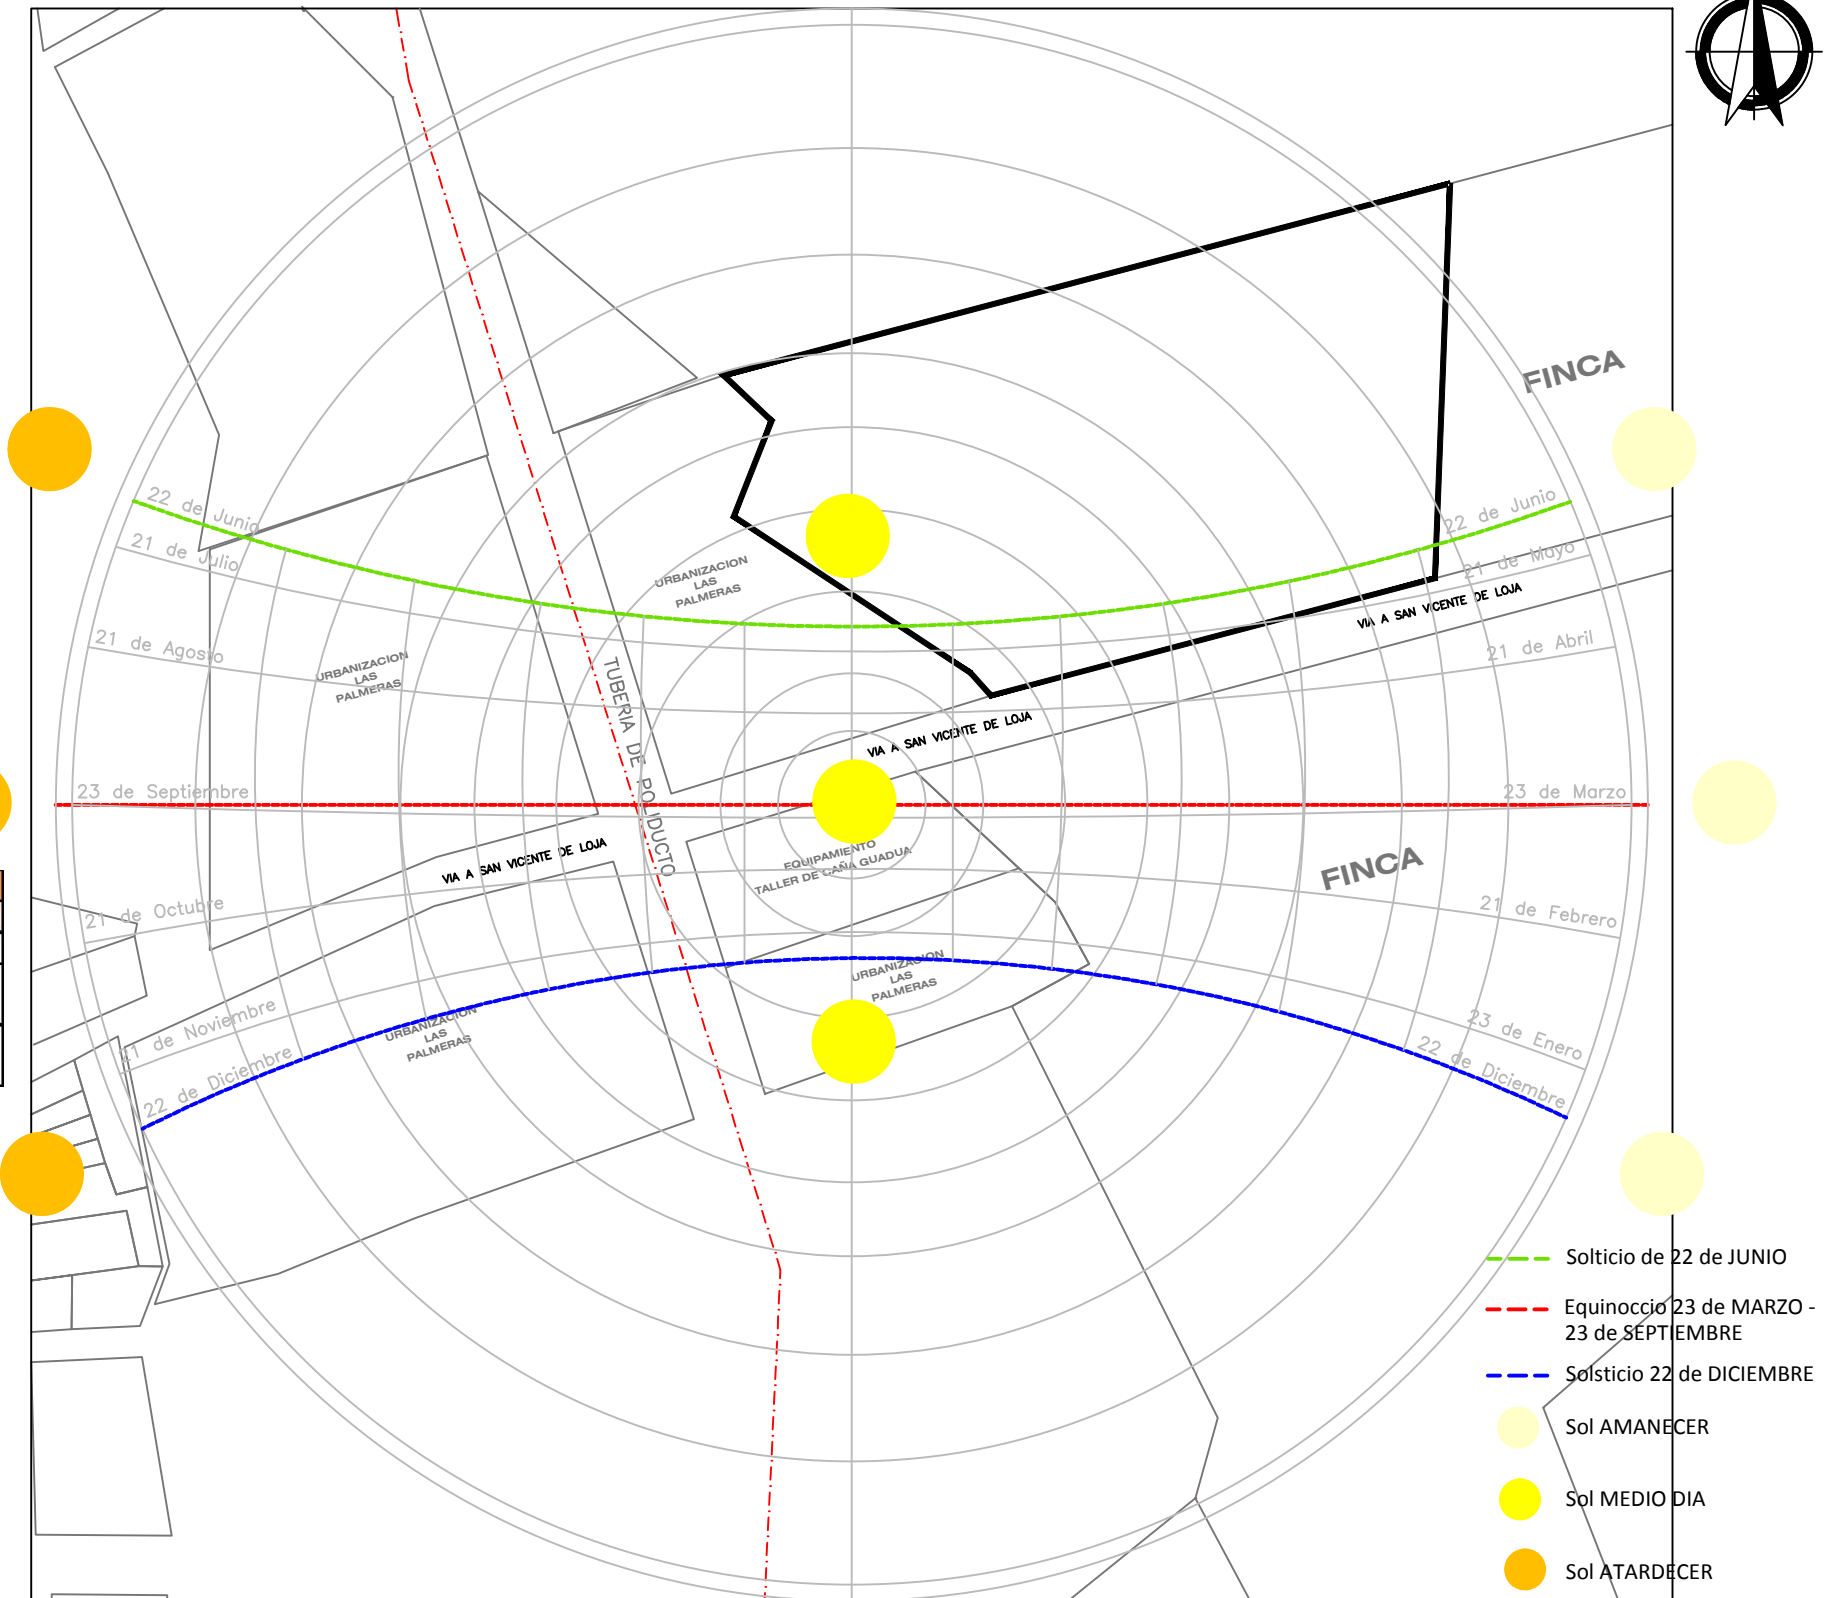 FINCA
22 de Junio
22 de Junio
21 de Julio
21 de Mayo
URBANIZACION
LAS
PALMERAS
VIA A SAN VICENTE DE LOJA
21 de Agosto
21 de Abril
URBANIZACION
LAS
PALMERAS
TUBERIA DE POLIDUCTO
VIA A SAN VICENTE DE LOJA
23 de Septiembre
23 de Marzo
VIA A SAN VICENTE DE LOJA
EQUIPAMIENTO
TALLER DE CAÑA GUADUA
FINCA
21 de Octubre
21 de Febrero
URBANIZACION
LAS
PALMERAS
21 de Noviembre
23 de Enero
URBANIZACION
LAS
PALMERAS
22 de Diciembre
22 de Diciembre
Solticio de 22 de JUNIO
Equinoccio 23 de MARZO -
23 de SEPTIEMBRE
Solsticio 22 de DICIEMBRE
Sol AMANECER
Sol MEDIO DIA
Sol ATARDECER